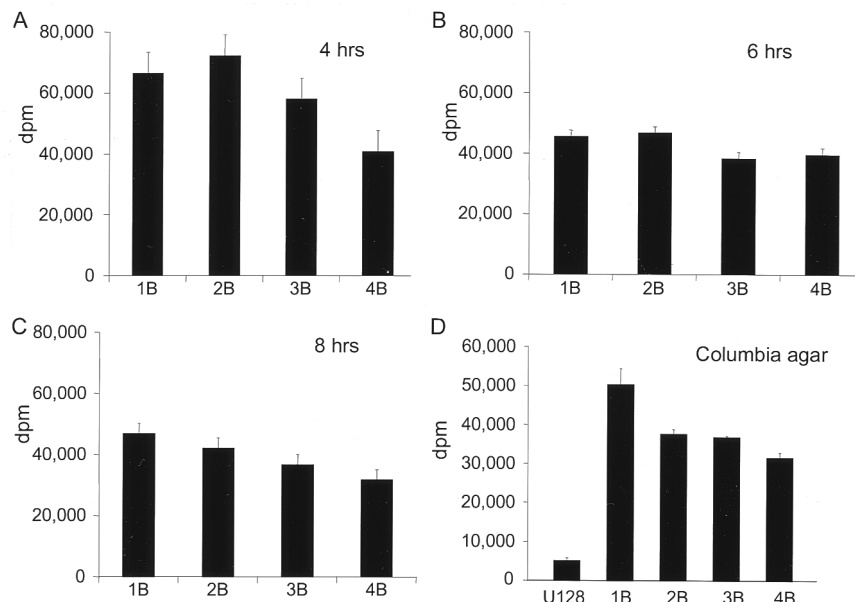 A
80,000
60,000
40,000
20,000
0
dpm
4 hrs
1B 2B 3B 4B
B
80,000
60,000
40,000
20,000
0
dpm
6 hrs
1B 2B 3B 4B
C
80,000
60,000
40,000
20,000
0
dpm
8 hrs
1B 2B 3B 4B
D
60,000
50,000
40,000
30,000
20,000
10,000
0
dpm
Columbia agar
U128 1B 2B 3B 4B